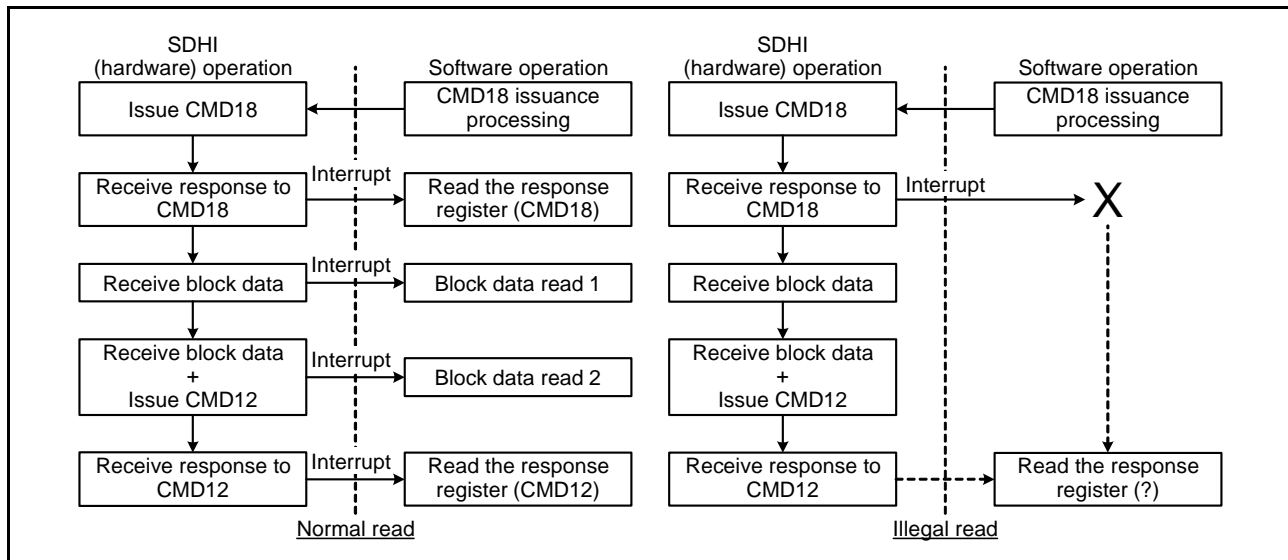 SDHI
(hardware) operation
Software operation
Issue CMD18
CMD18 issuance
processing
Receive response to
CMD18
Interrupt
Read the response
register (CMD18)
Receive block data
Interrupt
Block data read 1
Receive block data
+
Issue CMD12
Interrupt
Block data read 2
Receive response to
CMD12
Interrupt
Read the response
register (CMD12)
Normal read
SDHI
(hardware) operation
Software operation
Issue CMD18
CMD18 issuance
processing
Receive response to
CMD18
Interrupt
X
Receive block data
Receive block data
+
Issue CMD12
Receive response to
CMD12
Read the response
register (?)
Illegal read